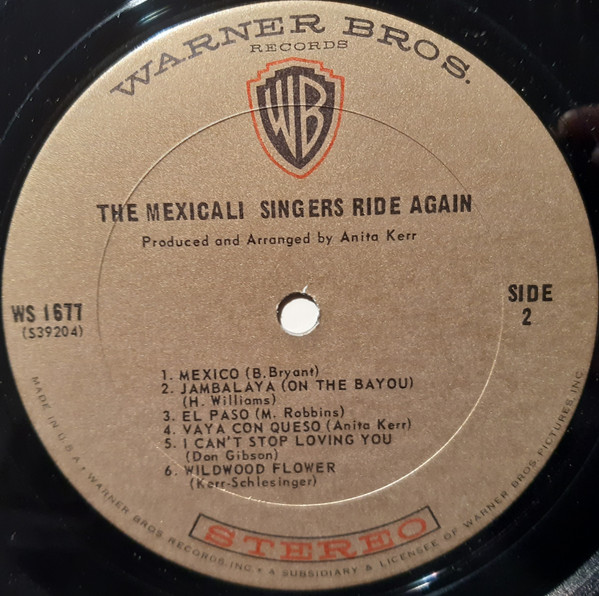 WARNER BROS.
RECORDS
WB
THE MEXICALI SINGERS RIDE AGAIN
Produced and Arranged by Anita Kerr
WS 1677
(S39204)
SIDE
2
1. MEXICO (B.Bryant)
2. JAMBALAYA (ON THE BAYOU)
(H. Williams)
3. EL PASO (M. Robbins)
4. VAYA CON QUESO (Anita Kerr)
5. I CAN'T STOP LOVING YOU
(Don Gibson)
6. WILDWOOD FLOWER
(Kerr-Schlesinger)
STEREO
MADE IN U.S.A. • WARNER BROS. RECORDS, INC. • A SUBSIDIARY & LICENSEE OF WARNER BROS. PICTURES, INC.